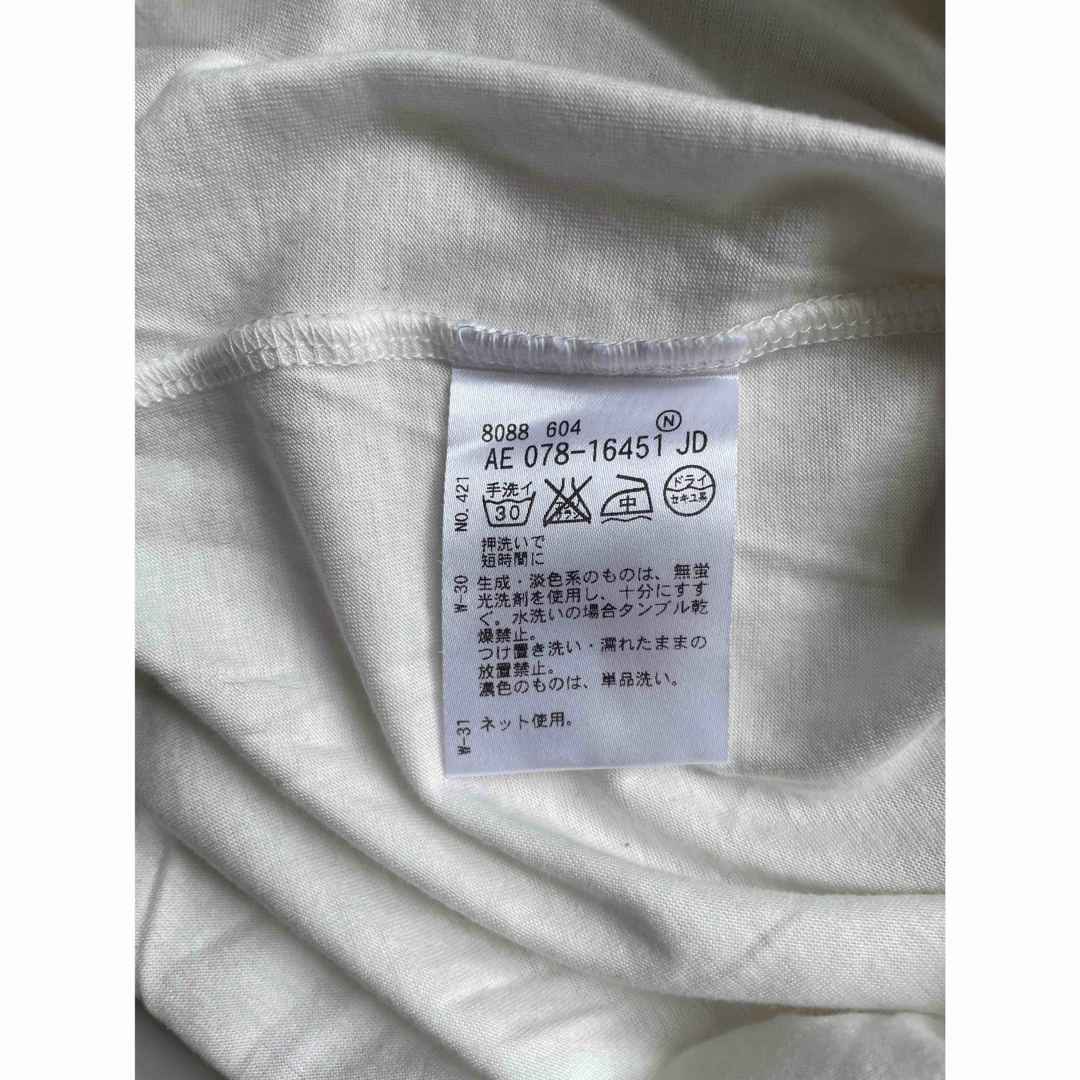 8088 604 N
AE 078-16451 JD
手洗イ
30
中
ドライ
セキユ系
NO.421
押洗いで
短時間に
W-30
生成・淡色系のものは、無蛍
光洗剤を使用し、十分にすす
ぐ。水洗いの場合タンブル乾
燥禁止。
つけ置き洗い・濡れたままの
放置禁止。
濃色のものは、単品洗い。
W-31
ネット使用。